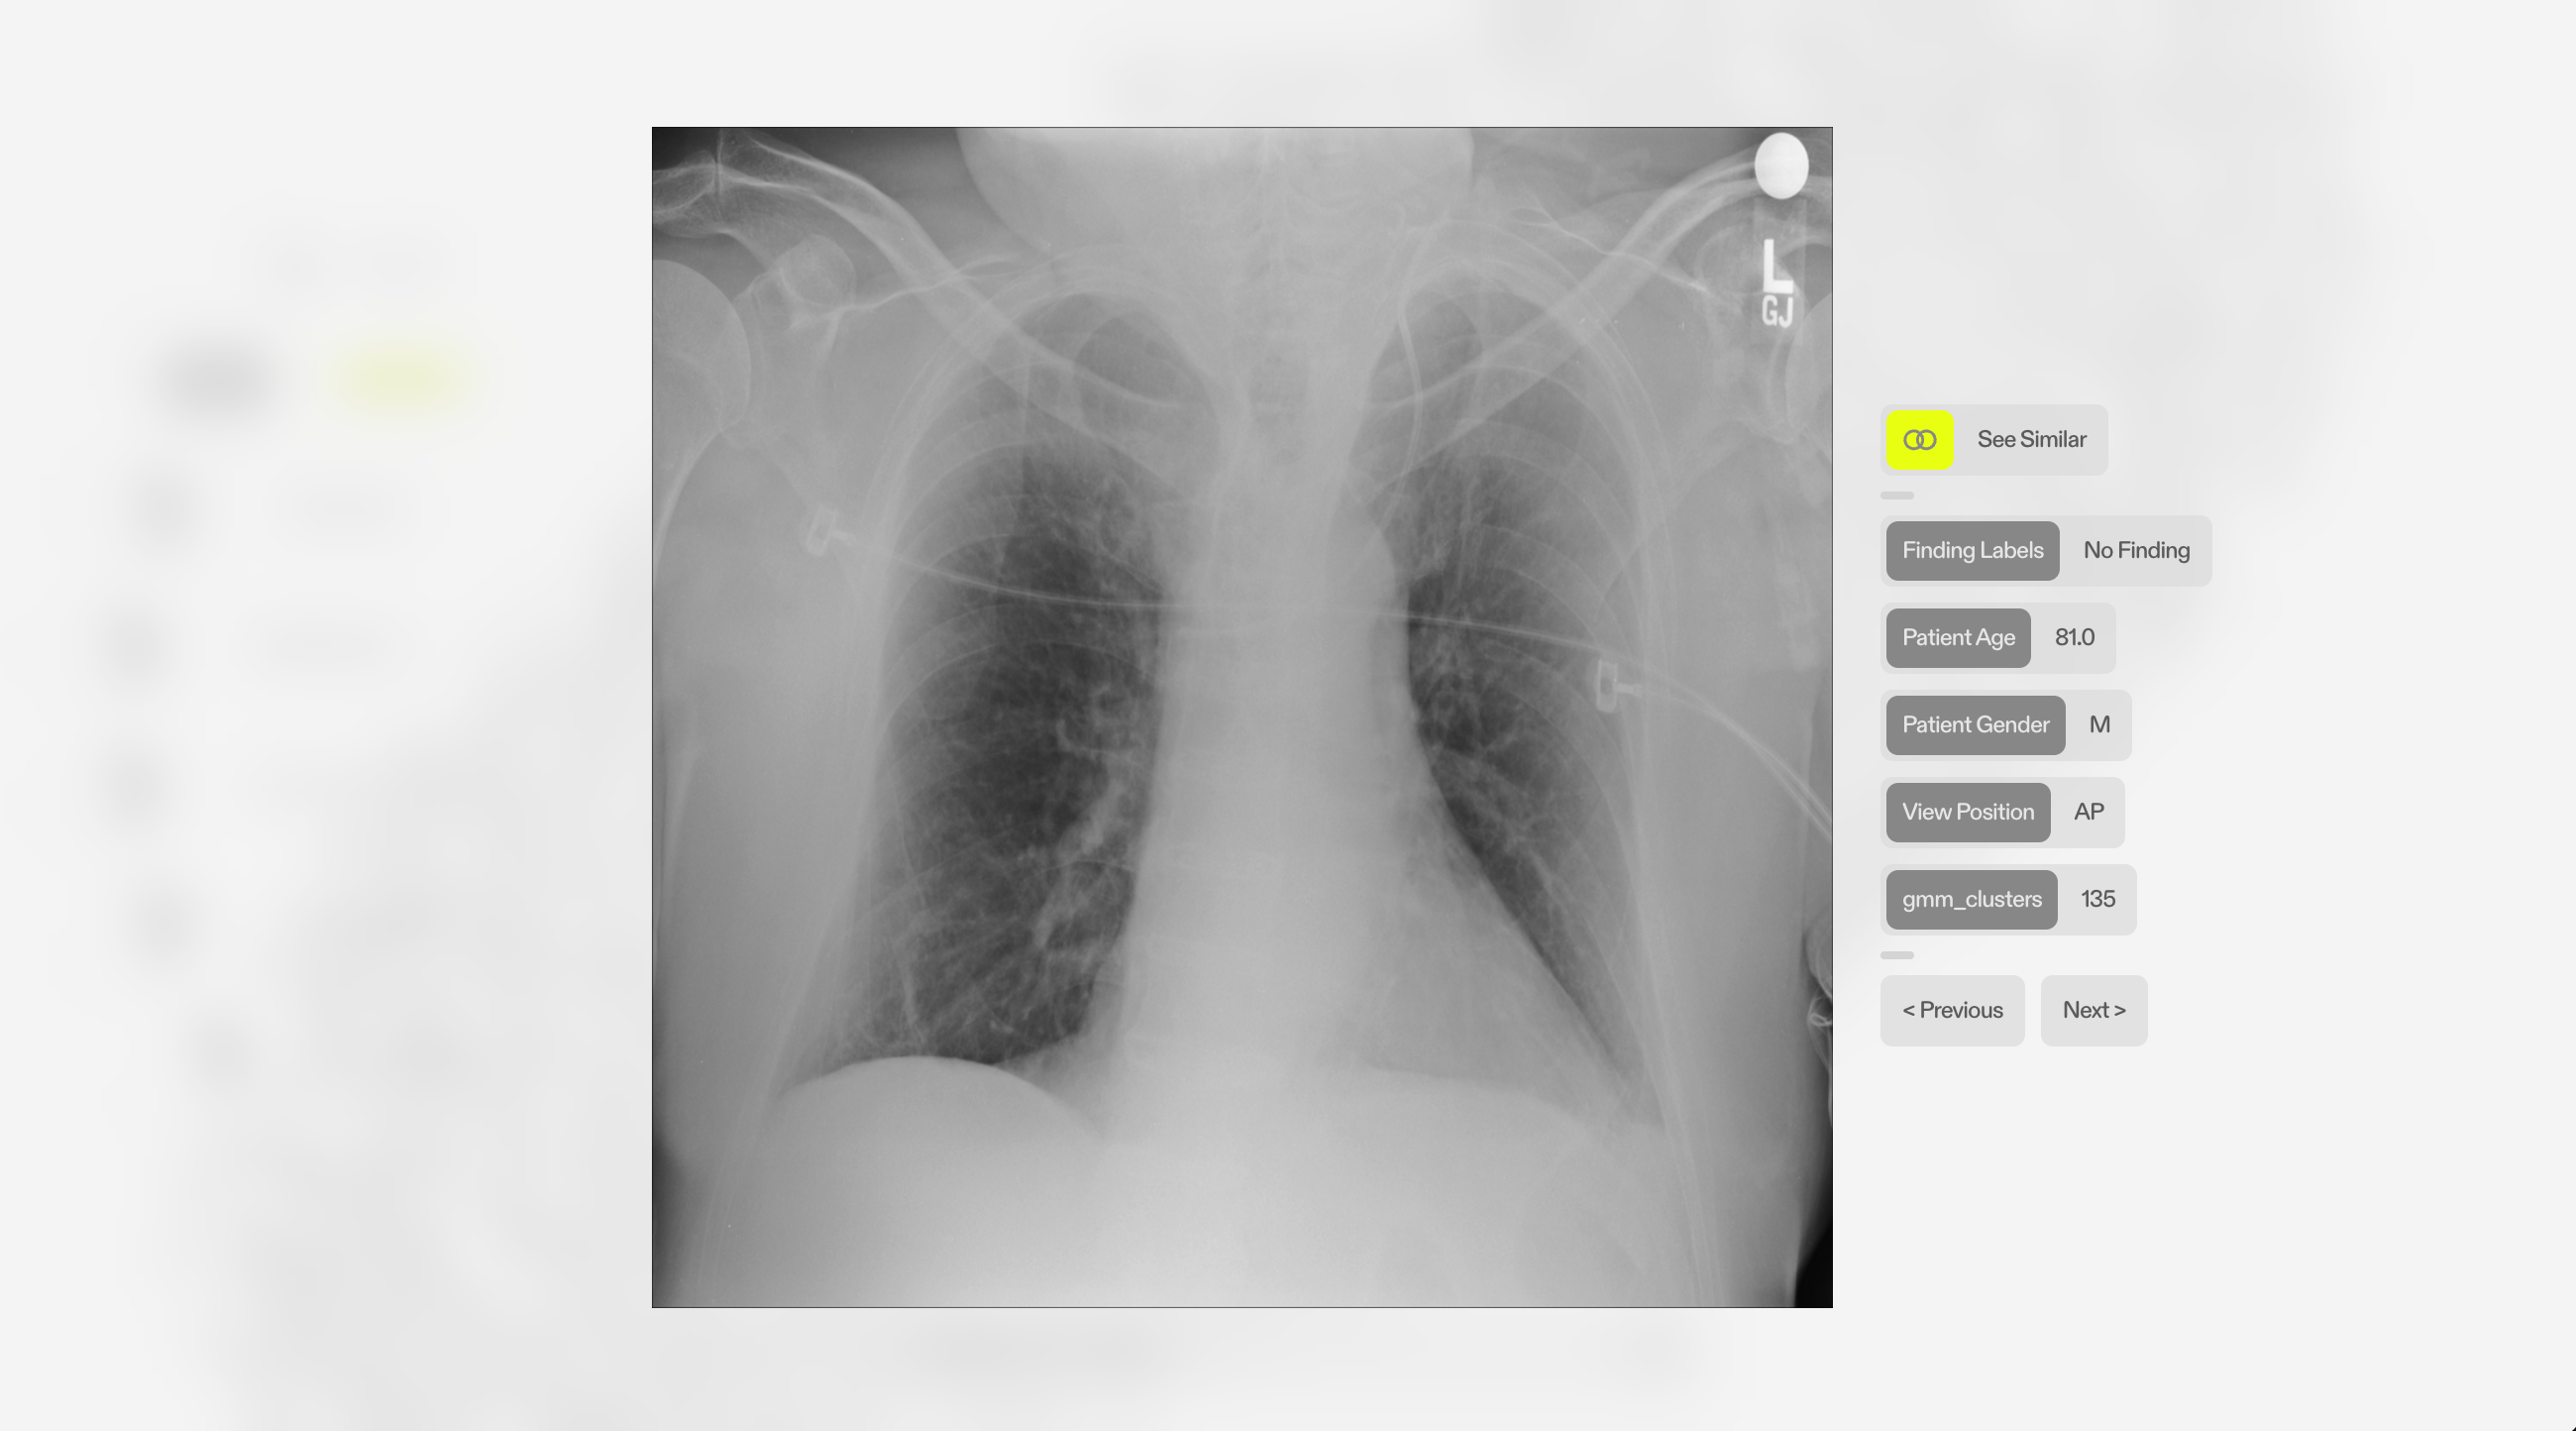 L
GJ
See Similar
Finding Labels No Finding
Patient Age 81.0
Patient Gender M
View Position AP
gmm_clusters 135
< Previous Next >